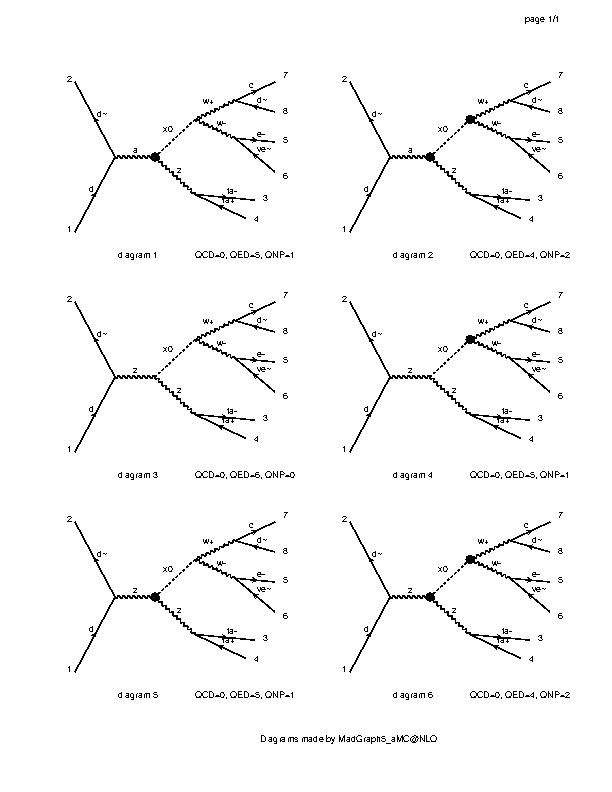 page 1/1
2 d~ d 1 a x0 z w+ w- c 7 d~ 8 e- 5 ve~ 6 ta- 3 ta+ 4
diagram 1 QCD=0, QED=5, QNP=1
2 d~ d 1 a x0 z w+ w- c 7 d~ 8 e- 5 ve~ 6 ta- 3 ta+ 4
diagram 2 QCD=0, QED=4, QNP=2
2 d~ d 1 z x0 z w+ w- c 7 d~ 8 e- 5 ve~ 6 ta- 3 ta+ 4
diagram 3 QCD=0, QED=6, QNP=0
2 d~ d 1 z x0 z w+ w- c 7 d~ 8 e- 5 ve~ 6 ta- 3 ta+ 4
diagram 4 QCD=0, QED=5, QNP=1
2 d~ d 1 z x0 z w+ w- c 7 d~ 8 e- 5 ve~ 6 ta- 3 ta+ 4
diagram 5 QCD=0, QED=5, QNP=1
2 d~ d 1 z x0 z w+ w- c 7 d~ 8 e- 5 ve~ 6 ta- 3 ta+ 4
diagram 6 QCD=0, QED=4, QNP=2
Diagrams made by MadGraph5_aMC@NLO